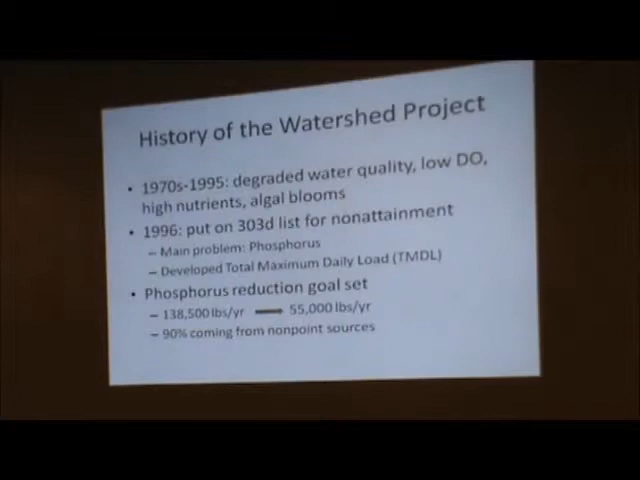 History of the Watershed Project
• 1970s-1995: degraded water quality, low DO,
high nutrients, algal blooms
• 1996: put on 303d list for nonattainment
– Main problem: Phosphorus
– Developed Total Maximum Daily Load (TMDL)
• Phosphorus reduction goal set
– 138,500 lbs/yr 55,000 lbs/yr
– 90% coming from nonpoint sources